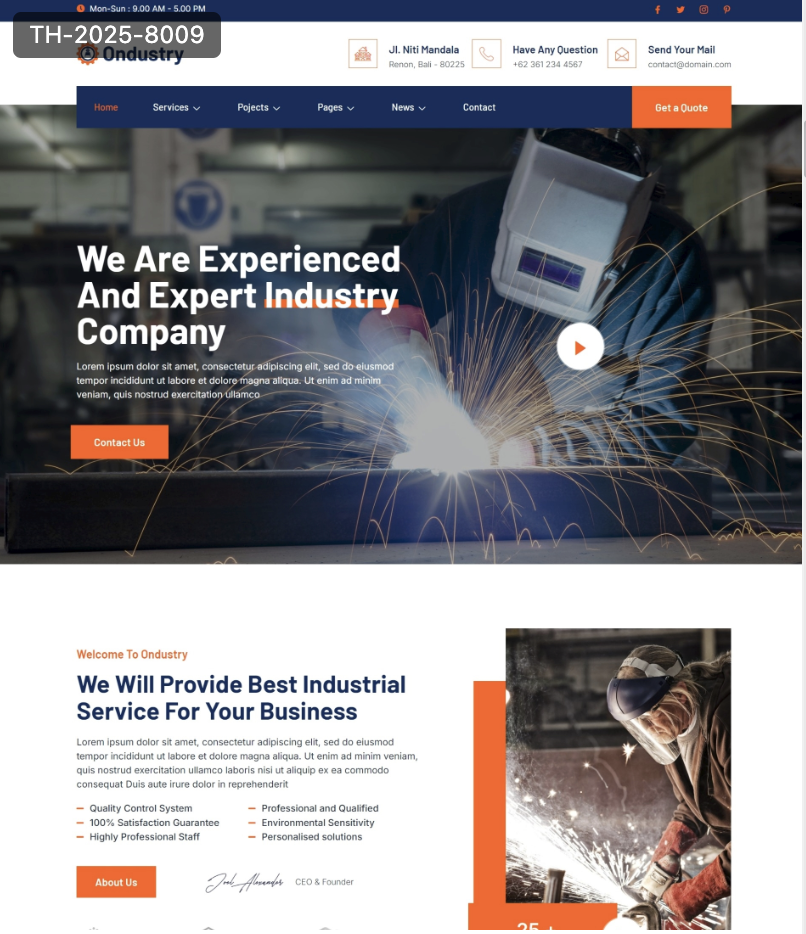 Mon-Sun : 9.00 AM - 5.00 PM
TH-2025-8009
Ondustry
Jl. Niti Mandala
Renon, Bali - 80225
Have Any Question
+62 361 234 4567
Send Your Mail
contact@domain.com
Home Services Pojects Pages News Contact Get a Quote
We Are Experienced
And Expert Industry
Company
Lorem ipsum dolor sit amet, consectetur adipiscing elit, sed do eiusmod
tempor incididunt ut labore et dolore magna aliqua. Ut enim ad minim
veniam, quis nostrud exercitation ullamco
Contact Us
Welcome To Ondustry
We Will Provide Best Industrial
Service For Your Business
Lorem ipsum dolor sit amet, consectetur adipiscing elit, sed do eiusmod
tempor incididunt ut labore et dolore magna aliqua. Ut enim ad minim veniam,
quis nostrud exercitation ullamco laboris nisi ut aliquip ex ea commodo
consequat Duis aute irure dolor in reprehenderit
Quality Control System
100% Satisfaction Guarantee
Highly Professional Staff
Professional and Qualified
Environmental Sensitivity
Personalised solutions
About Us
Joel Alexander
CEO & Founder
25 +